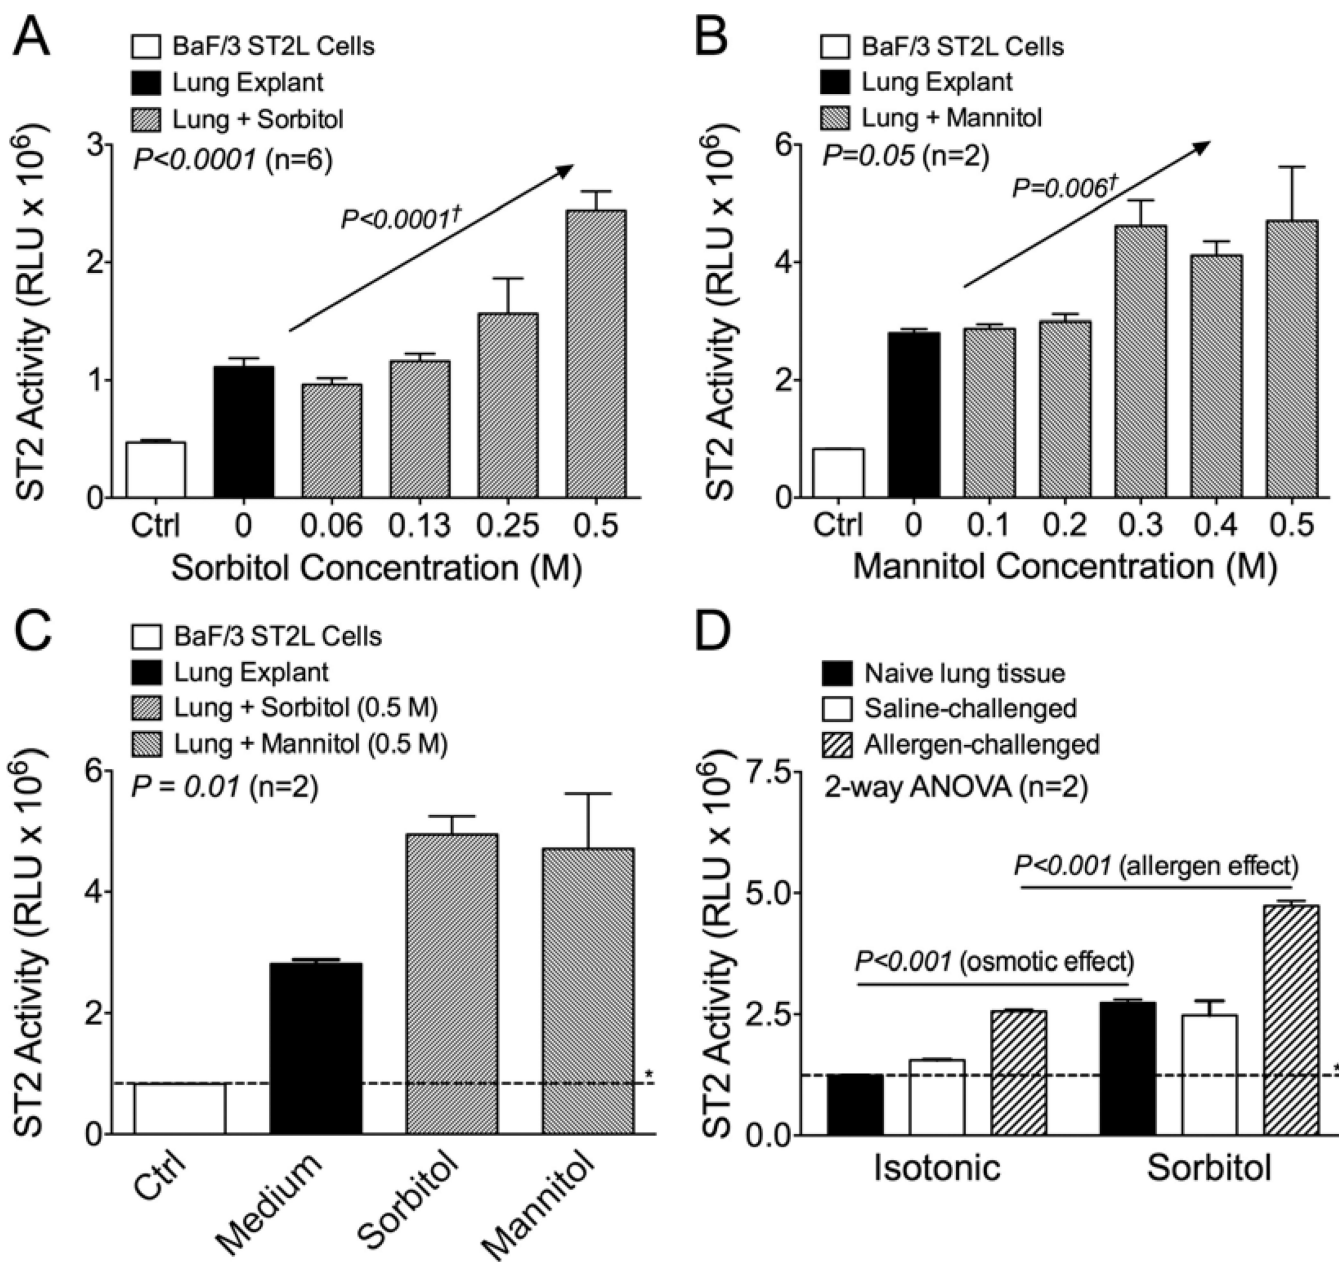 A
BaF/3 ST2L Cells
Lung Explant
Lung + Sorbitol
P<0.0001 (n=6)
P<0.0001†
ST2 Activity (RLU x 10⁶)
3
2
1
0
Ctrl 0 0.06 0.13 0.25 0.5
Sorbitol Concentration (M)
B
BaF/3 ST2L Cells
Lung Explant
Lung + Mannitol
P=0.05 (n=2)
P=0.006†
ST2 Activity (RLU x 10⁶)
6
4
2
0
Ctrl 0 0.1 0.2 0.3 0.4 0.5
Mannitol Concentration (M)
C
BaF/3 ST2L Cells
Lung Explant
Lung + Sorbitol (0.5 M)
Lung + Mannitol (0.5 M)
P = 0.01 (n=2)
ST2 Activity (RLU x 10⁶)
6
4
2
0
*
Ctrl Medium Sorbitol Mannitol
D
Naive lung tissue
Saline-challenged
Allergen-challenged
2-way ANOVA (n=2)
P<0.001 (allergen effect)
P<0.001 (osmotic effect)
ST2 Activity (RLU x 10⁶)
7.5
5.0
2.5
0.0
*
Isotonic Sorbitol